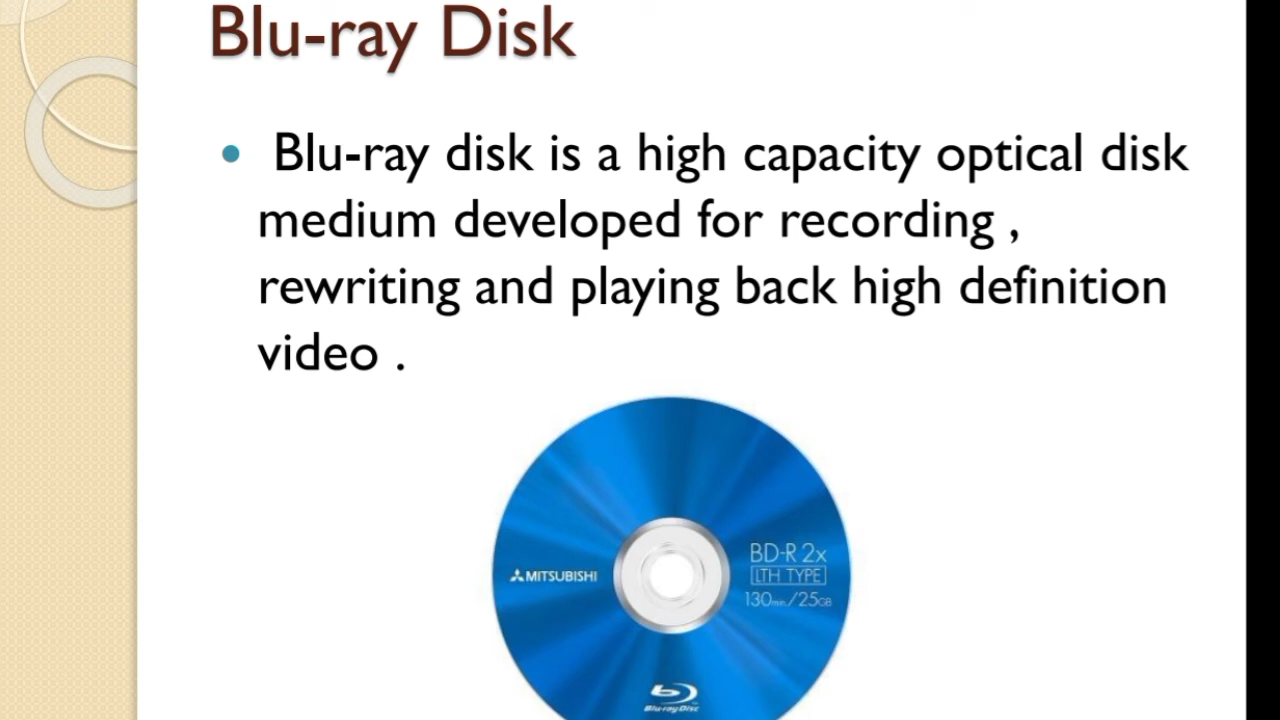 Blu-ray Disk
• Blu-ray disk is a high capacity optical disk
medium developed for recording ,
rewriting and playing back high definition
video .
MITSUBISHI
BD-R 2x
LTH TYPE
130min./25GB
Blu-ray Disc